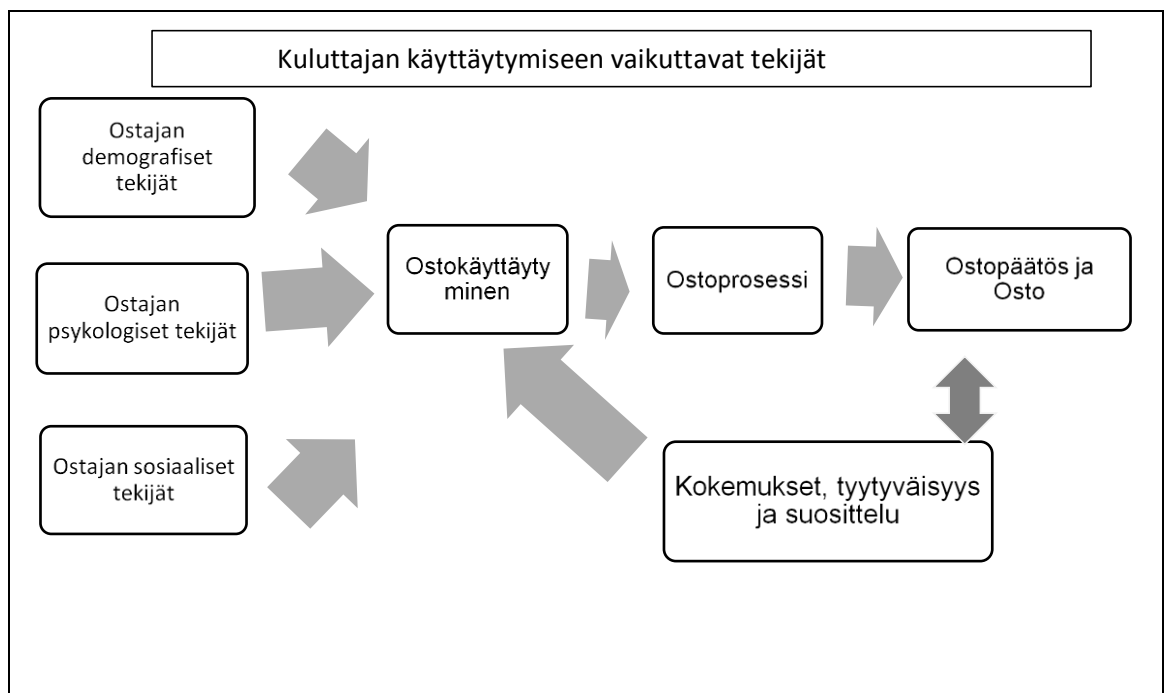 Kuluttajan käyttäytymiseen vaikuttavat tekijät
Ostajan
demografiset
tekijät
Ostajan
psykologiset tekijät
Ostajan sosiaaliset
tekijät
Ostokäyttäyty
minen
Ostoprosessi
Ostopäätös ja
Osto
Kokemukset, tyytyväisyys
ja suosittelu